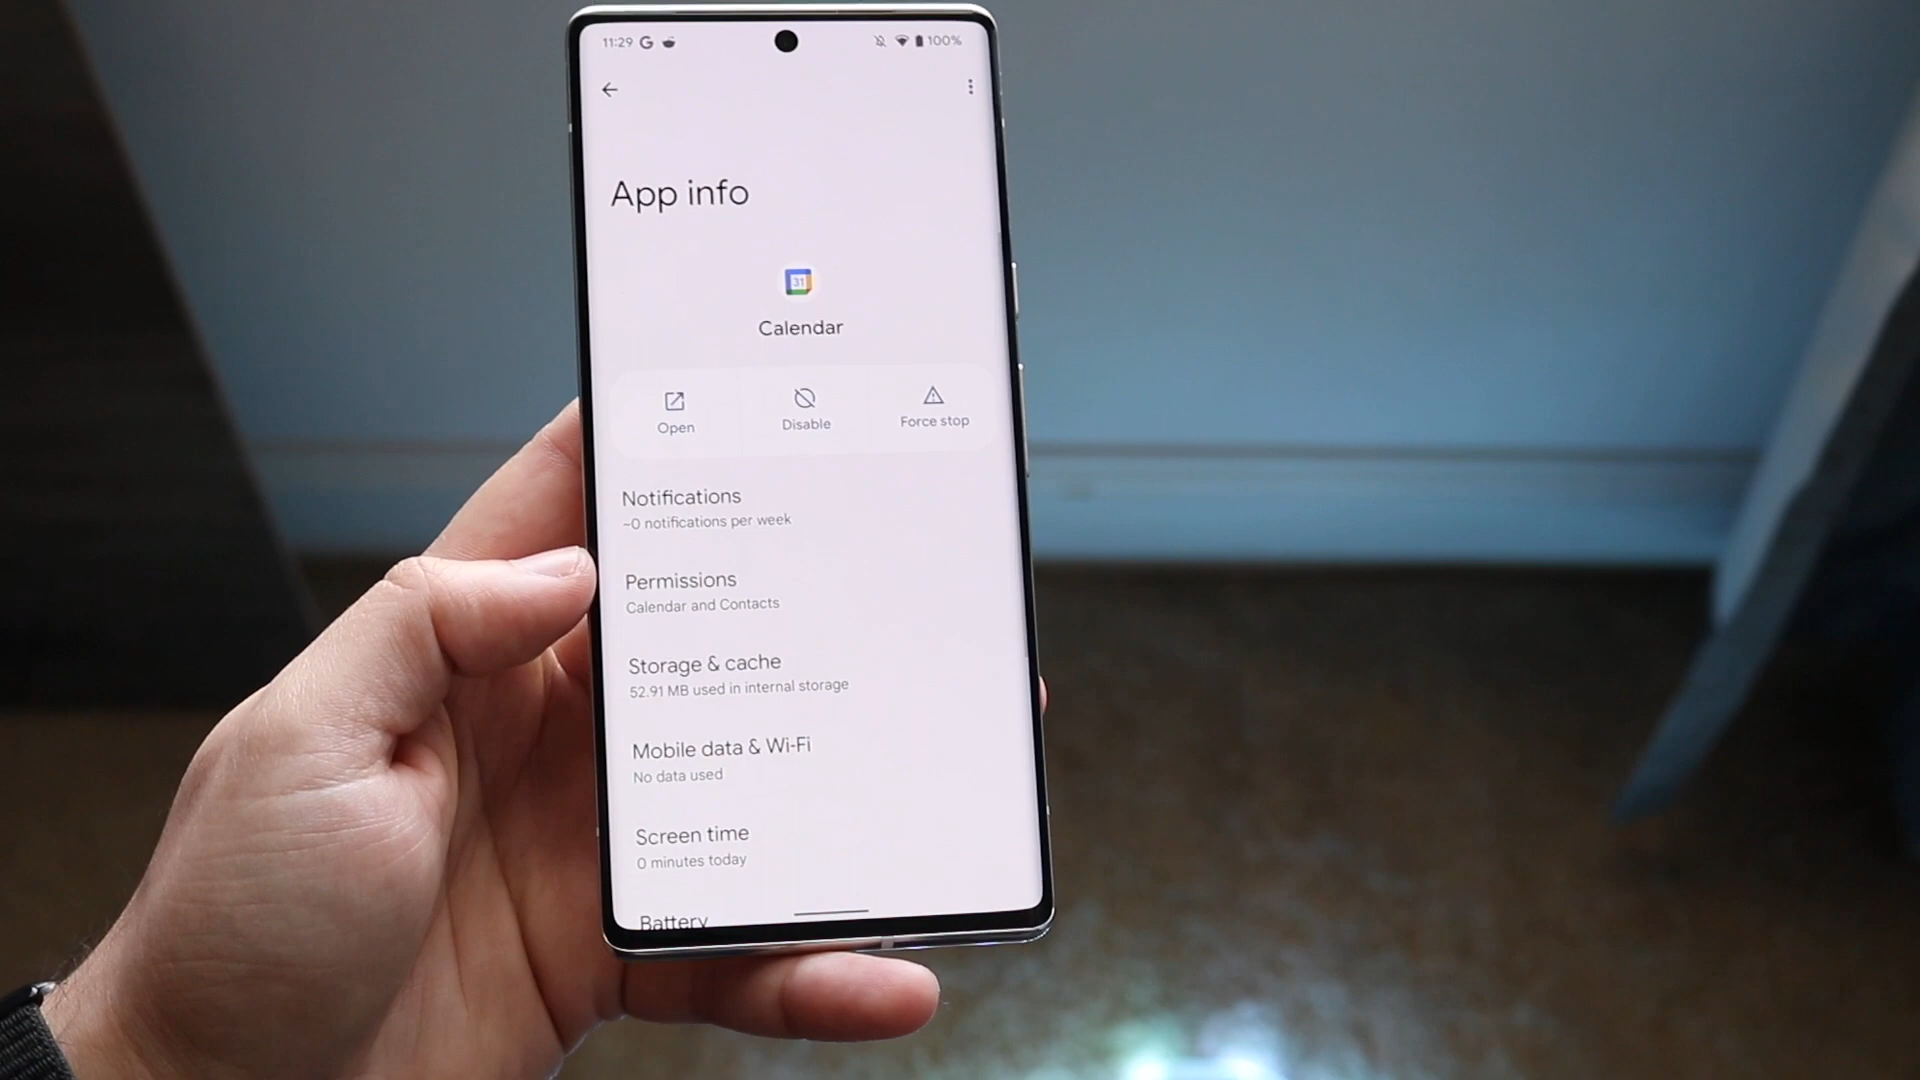 11:29 G 100%
App info
31
Calendar
Open Disable Force stop
Notifications
~0 notifications per week
Permissions
Calendar and Contacts
Storage & cache
52.91 MB used in internal storage
Mobile data & Wi-Fi
No data used
Screen time
0 minutes today
Battery